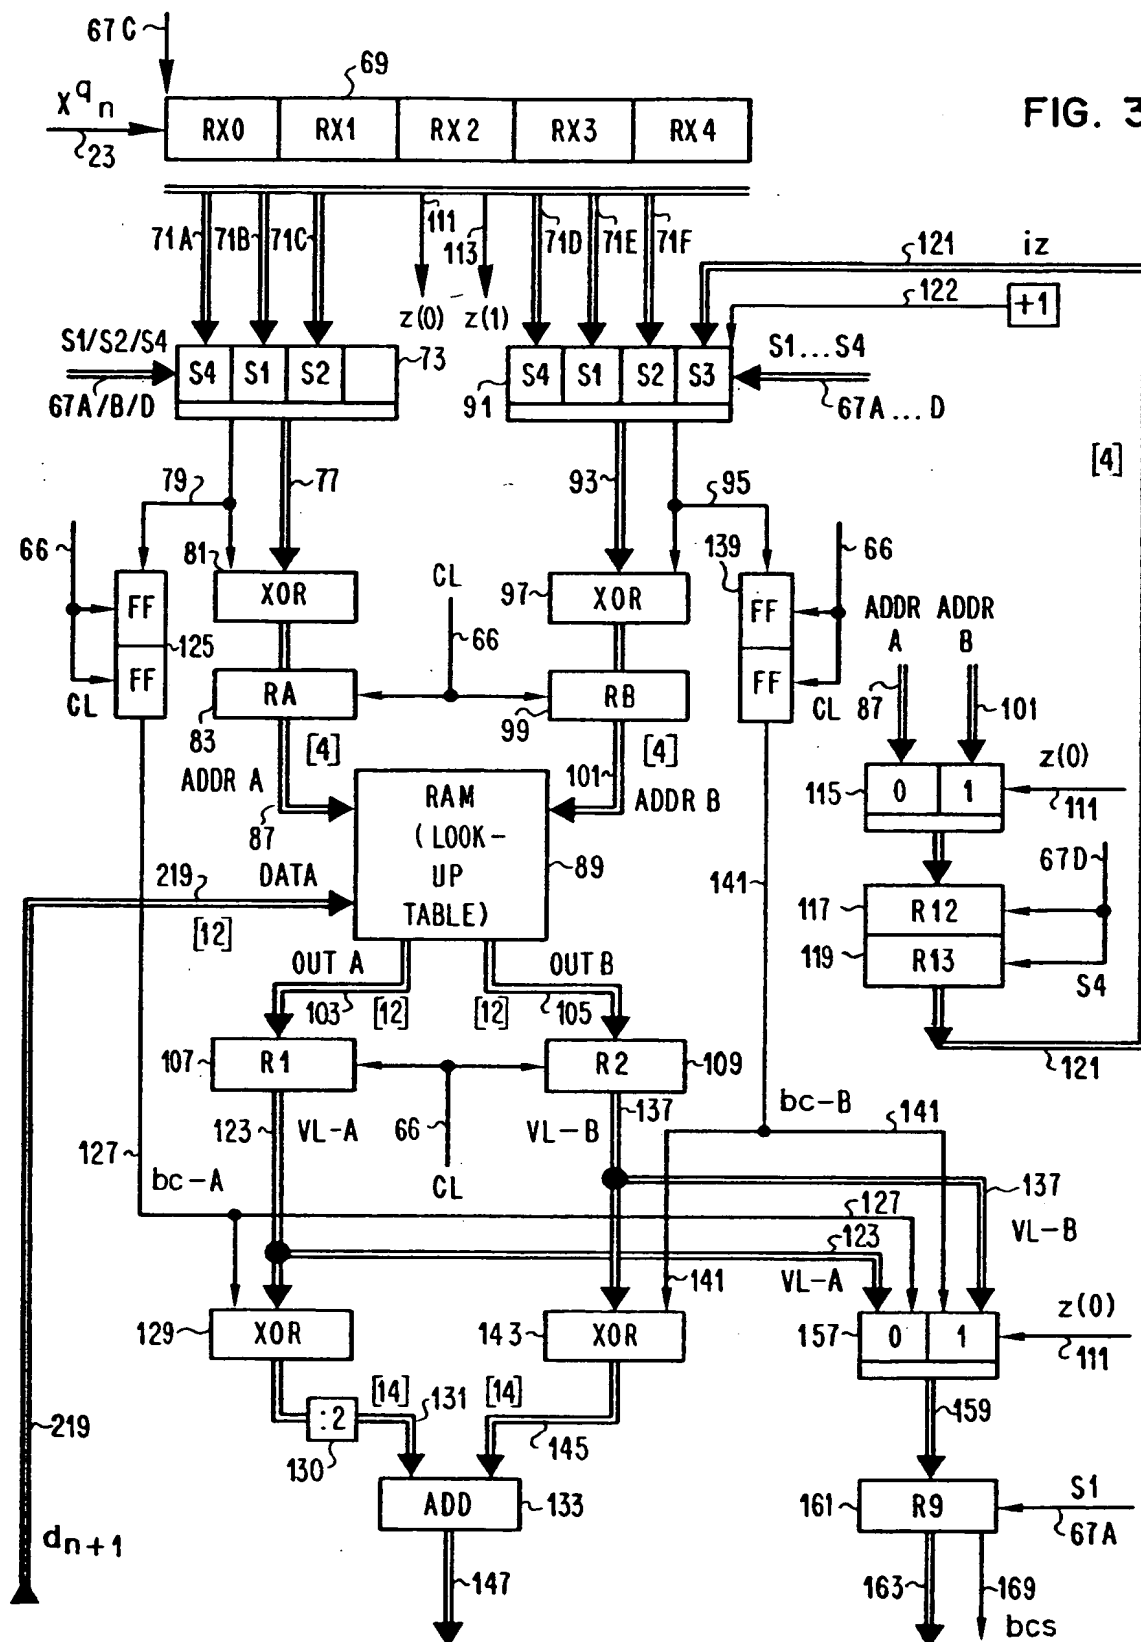 67C
FIG. 3
x^q_n
69
23
RX0 RX1 RX2 RX3 RX4
71A 71B 71C 111 113 71D 71E 71F
121 iz
122 +1
z(0) z(1)
S1/S2/S4
73
S1...S4
S4 S1 S2
S4 S1 S2 S3
67A/B/D
91
67A...D
[4]
79 77 93 95
66 81 CL 97 139 66
FF XOR XOR FF
ADDR A ADDR B
125 66
FF RA RB FF
CL 83 99 CL 87 101
[4] [4]
ADDR A 101 ADDR B z(0)
115 0 1
RAM
(LOOK-
UP
TABLE)
87 111
219 DATA 89 141 67D
[12]
117 R12
119 R13
OUT A OUT B S4
103 [12] [12] 105
107 R1 R2 109
121
123 VL-A 66 VL-B 137 bc-B 141
127 bc-A CL 127 137
123 VL-B
VL-A
141
129 XOR 143 XOR 157 0 1 z(0)
111
[14] 131 [14]
219 :2 145 159
130
ADD 133 161 R9 S1
67A
d_n+1
147 163 169
bcs